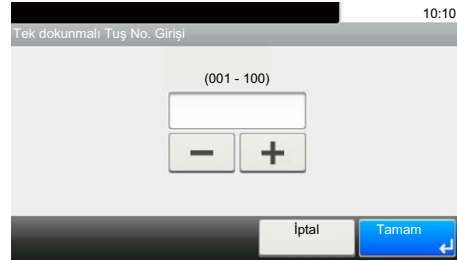 10:10
Tek dokunmalı Tuş No. Girişi
(001 - 100)
İptal
Tamam